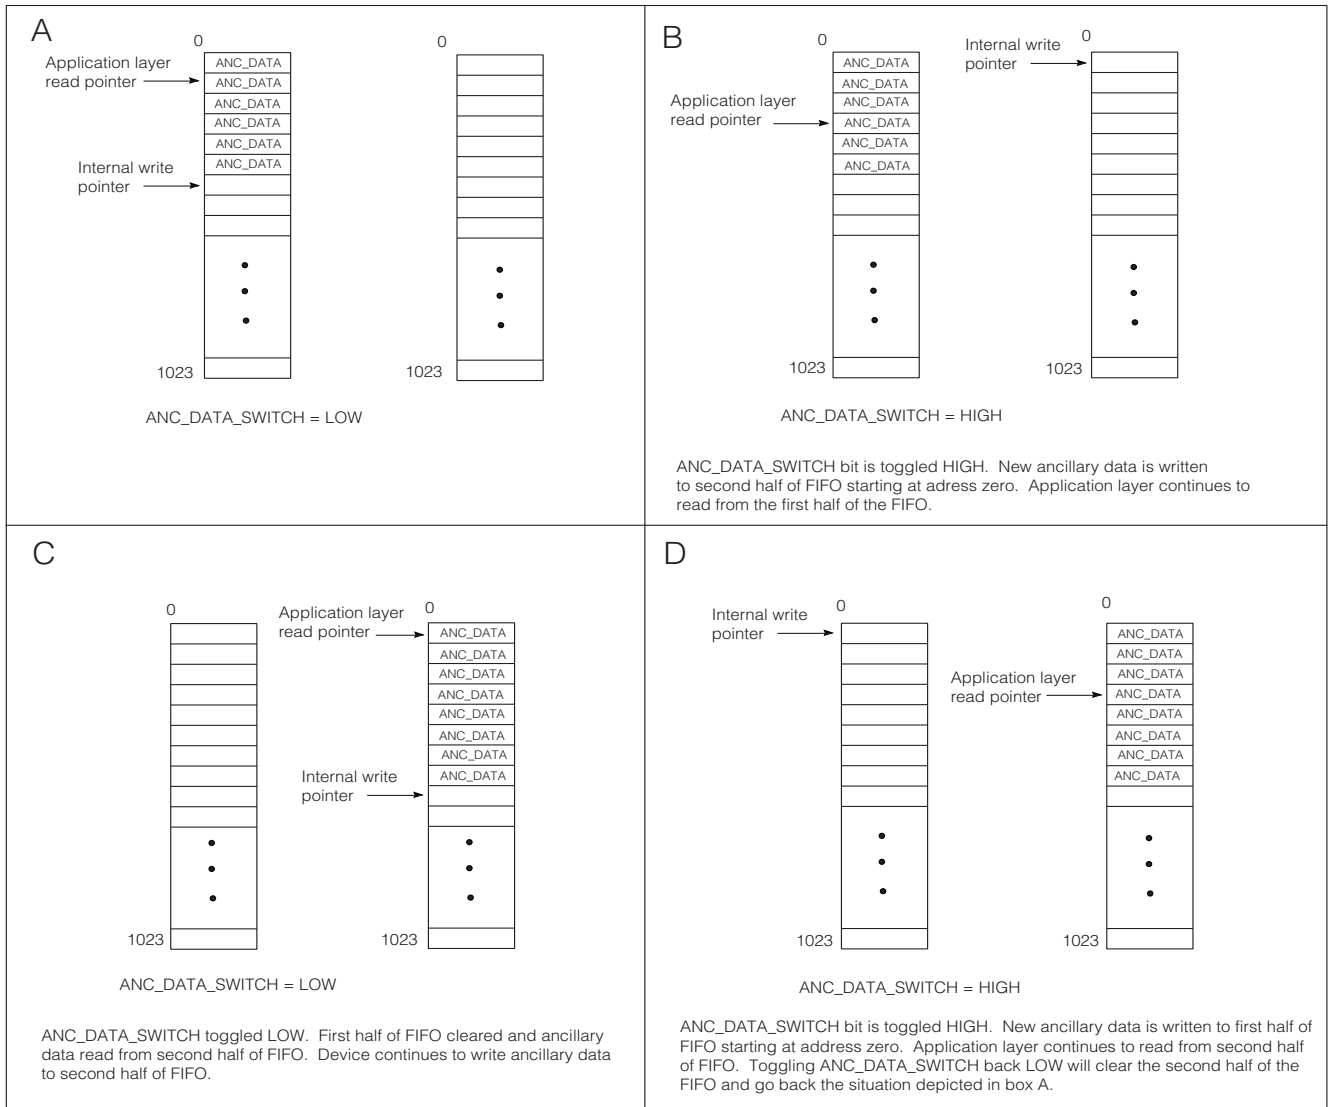 A
0
0
Application layer
read pointer
ANC_DATA
ANC_DATA
ANC_DATA
ANC_DATA
ANC_DATA
ANC_DATA
Internal write
pointer
1023
1023
ANC_DATA_SWITCH = LOW
B
0
0
Internal write
pointer
Application layer
read pointer
ANC_DATA
ANC_DATA
ANC_DATA
ANC_DATA
ANC_DATA
ANC_DATA
1023
1023
ANC_DATA_SWITCH = HIGH
ANC_DATA_SWITCH bit is toggled HIGH. New ancillary data is written
to second half of FIFO starting at adress zero. Application layer continues to
read from the first half of the FIFO.
C
0
0
Application layer
read pointer
ANC_DATA
ANC_DATA
ANC_DATA
ANC_DATA
ANC_DATA
ANC_DATA
ANC_DATA
ANC_DATA
Internal write
pointer
1023
1023
ANC_DATA_SWITCH = LOW
ANC_DATA_SWITCH toggled LOW. First half of FIFO cleared and ancillary
data read from second half of FIFO. Device continues to write ancillary data
to second half of FIFO.
D
0
0
Internal write
pointer
Application layer
read pointer
ANC_DATA
ANC_DATA
ANC_DATA
ANC_DATA
ANC_DATA
ANC_DATA
ANC_DATA
ANC_DATA
1023
1023
ANC_DATA_SWITCH = HIGH
ANC_DATA_SWITCH bit is toggled HIGH. New ancillary data is written to first half of
FIFO starting at address zero. Application layer continues to read from second half
of FIFO. Toggling ANC_DATA_SWITCH back LOW will clear the second half of the
FIFO and go back the situation depicted in box A.